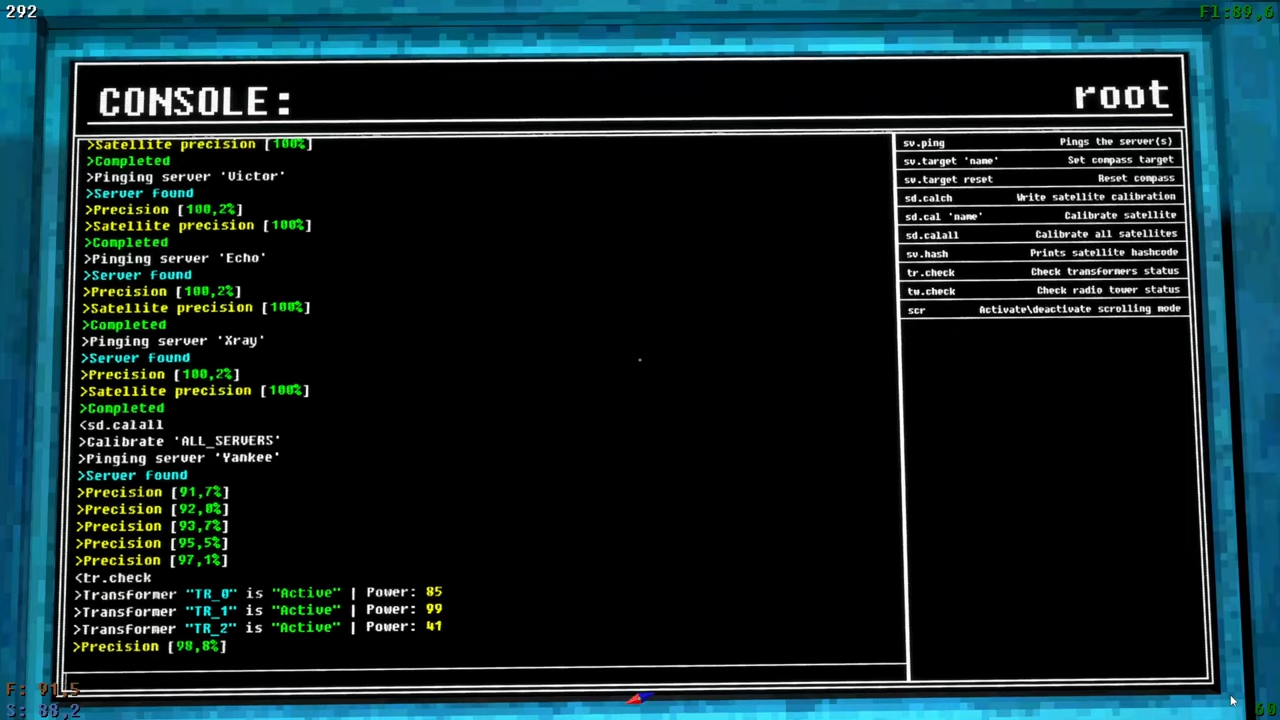 292
F1:89,6
CONSOLE:
root
>Satellite precision [100%]
>Completed
>Pinging server 'Victor'
>Server found
>Precision [100,2%]
>Satellite precision [100%]
>Completed
>Pinging server 'Echo'
>Server found
>Precision [100,2%]
>Satellite precision [100%]
>Completed
>Pinging server 'Xray'
>Server found
>Precision [100,2%]
>Satellite precision [100%]
>Completed
<sd.calall
>Calibrate 'ALL_SERVERS'
>Pinging server 'Yankee'
>Server found
>Precision [91,7%]
>Precision [92,0%]
>Precision [93,7%]
>Precision [95,5%]
>Precision [97,1%]
<tr.check
>Transformer "TR_0" is "Active" | Power: 85
>Transformer "TR_1" is "Active" | Power: 99
>Transformer "TR_2" is "Active" | Power: 41
>Precision [98,8%]
sv.ping Pings the server(s)
sv.target 'name' Set compass target
sv.target reset Reset compass
sd.calch Write satellite calibration
sd.cal 'name' Calibrate satellite
sd.calall Calibrate all satellites
sv.hash Prints satellite hashcode
tr.check Check transformers status
tw.check Check radio tower status
scr Activate\deactivate scrolling mode
F: 91,5
S: 88,2
60